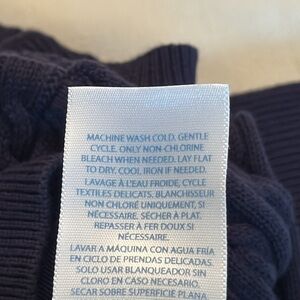 MACHINE WASH COLD. GENTLE
CYCLE. ONLY NON-CHLORINE
BLEACH WHEN NEEDED. LAY FLAT
TO DRY. COOL IRON IF NEEDED.
LAVAGE À L'EAU FROIDE, CYCLE
TEXTILES DELICATS. BLANCHISSEUR
NON CHLORÉ UNIQUEMENT, SI
NÉCESSAIRE. SÉCHER À PLAT.
REPASSER À FER DOUX SI
NÉCESSAIRE.
LAVAR A MÁQUINA CON AGUA FRÍA
EN CICLO DE PRENDAS DELICADAS.
SOLO USAR BLANQUEADOR SIN
CLORO EN CASO NECESARIO.
SECAR SOBRE SUPERFICIE PLANA.